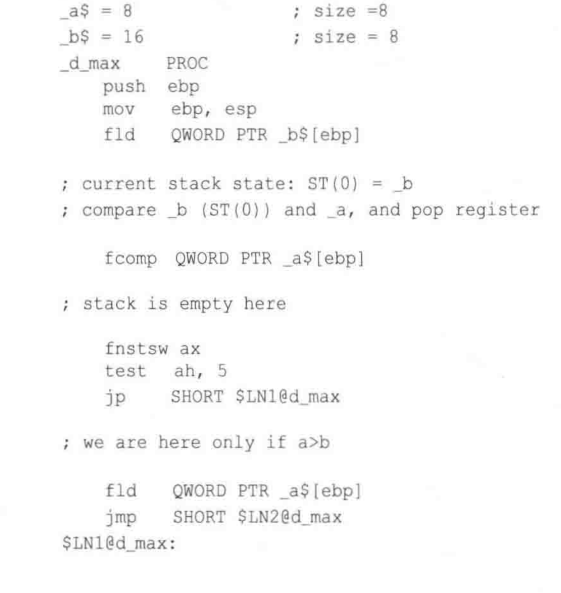 _a$ = 8 ; size =8
_b$ = 16 ; size = 8
_d_max PROC
push ebp
mov ebp, esp
fld QWORD PTR _b$[ebp]
; current stack state: ST(0) = _b
; compare _b (ST(0)) and _a, and pop register
fcomp QWORD PTR _a$[ebp]
; stack is empty here
fnstsw ax
test ah, 5
jp SHORT $LN1@d_max
; we are here only if a>b
fld QWORD PTR _a$[ebp]
jmp SHORT $LN2@d_max
$LN1@d_max: